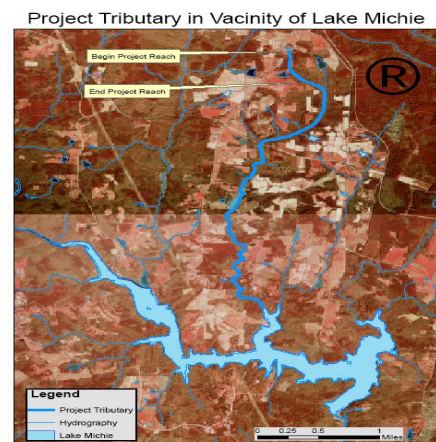 Project Tributary in Vacinity of Lake Michie
Begin Project Reach
End Project Reach
®
Legend
Project Tributary
Hydrography
Lake Michie
0 0.25 0.5 1
Miles